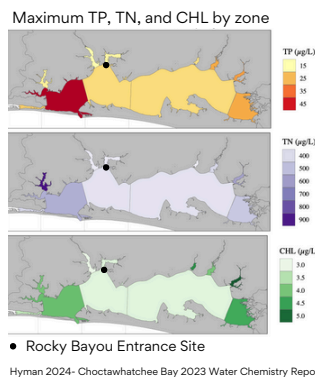 Maximum TP, TN, and CHL by zone
TP (µg/L)
15
25
35
45
TN (µg/L)
400
500
600
700
800
900
CHL (µg/L)
3.0
3.5
4.0
4.5
5.0
• Rocky Bayou Entrance Site
Hyman 2024- Choctawhatchee Bay 2023 Water Chemistry Repo